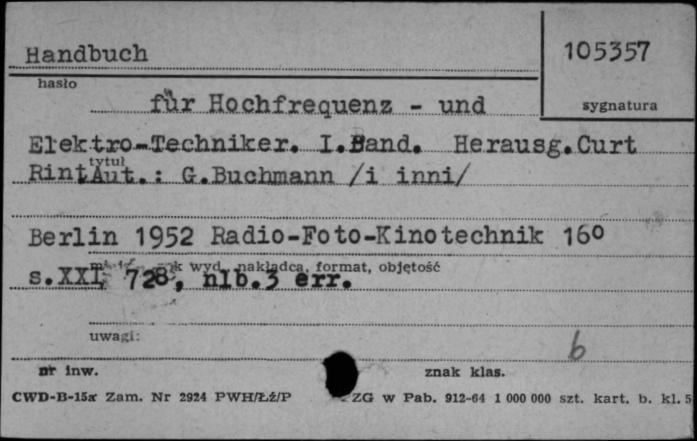 Handbuch
105357
hasło
sygnatura
für Hochfrequenz - und
Elektro-Techniker. I.Band. Herausg.Curt
tytuł
Rint.Aut.: G.Buchmann /i inni/
Berlin 1952 Radio-Foto-Kinotechnik 16°
wyd., nakładca, format, objętość
s.XXI, 728, nlb.3 err.
uwagi:
b
nr inw.
znak klas.
CWD-B-15a Zam. Nr 2924 PWH/Łź/P
ZG w Pab. 912-64 1 000 000 szt. kart. b. kl. 5